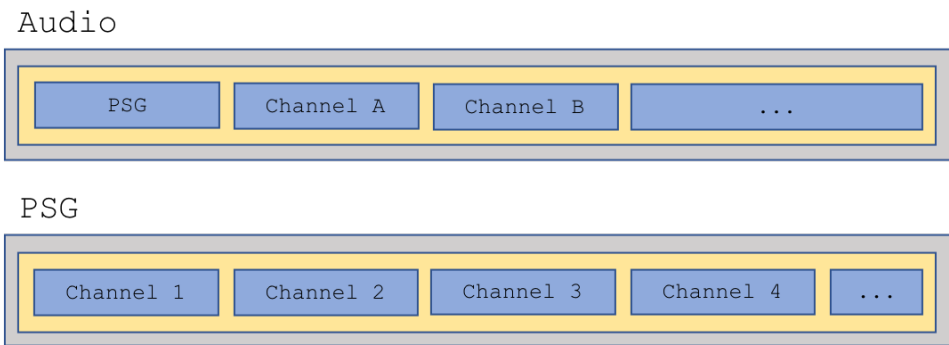 Audio
PSG Channel A Channel B ...
PSG
Channel 1 Channel 2 Channel 3 Channel 4 ...